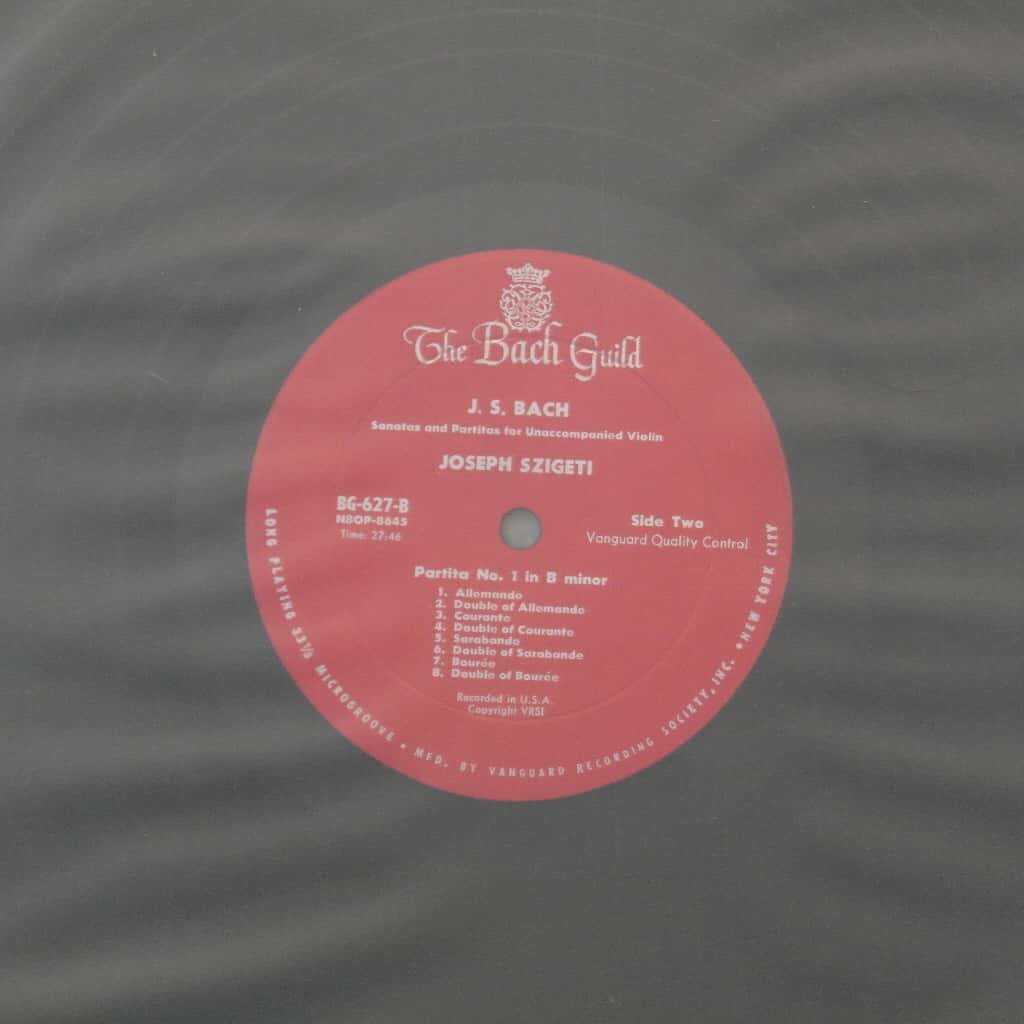 The Bach Guild
J. S. BACH
Sonatas and Partitas for Unaccompanied Violin
JOSEPH SZIGETI
BG-627-B
NBOP-8645
Time: 27:46
Side Two
Vanguard Quality Control
Partita No. 1 in B minor
1. Allemande
2. Double of Allemande
3. Courante
4. Double of Courante
5. Sarabande
6. Double of Sarabande
7. Bourée
8. Double of Bourée
Recorded in U.S.A.
Copyright VRSI
LONG PLAYING 33⅓ MICROGROOVE • MFD. BY VANGUARD RECORDING SOCIETY, INC. • NEW YORK CITY